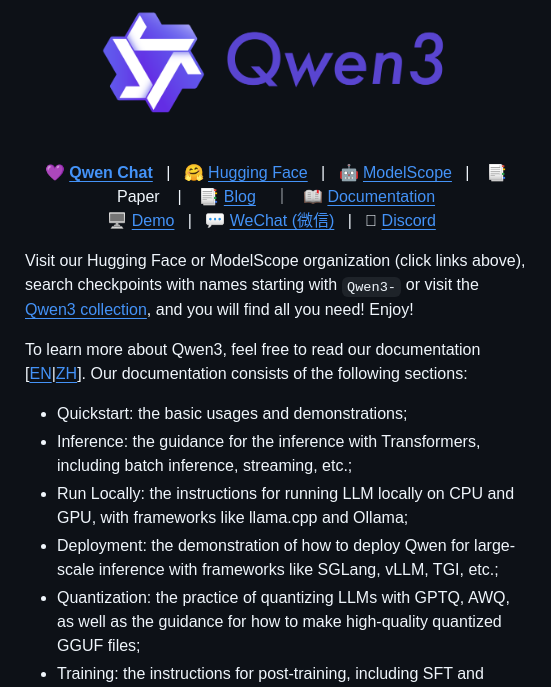 Qwen3
💜 Qwen Chat | 🤗 Hugging Face | 🤖 ModelScope | 📑
Paper | 📑 Blog | 📖 Documentation
🖥️ Demo | 💬 WeChat (微信) | Discord
Visit our Hugging Face or ModelScope organization (click links above),
search checkpoints with names starting with Qwen3- or visit the
Qwen3 collection, and you will find all you need! Enjoy!
To learn more about Qwen3, feel free to read our documentation
[EN|ZH]. Our documentation consists of the following sections:
• Quickstart: the basic usages and demonstrations;
• Inference: the guidance for the inference with Transformers,
including batch inference, streaming, etc.;
• Run Locally: the instructions for running LLM locally on CPU and
GPU, with frameworks like llama.cpp and Ollama;
• Deployment: the demonstration of how to deploy Qwen for large-
scale inference with frameworks like SGLang, vLLM, TGI, etc.;
• Quantization: the practice of quantizing LLMs with GPTQ, AWQ,
as well as the guidance for how to make high-quality quantized
GGUF files;
• Training: the instructions for post-training, including SFT and